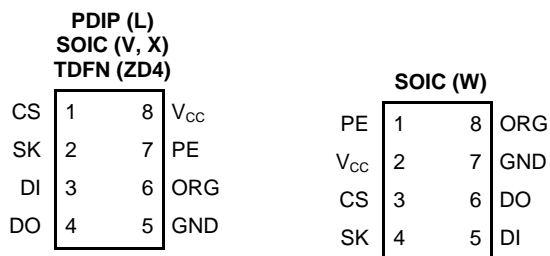 PDIP (L)
SOIC (V, X)
TDFN (ZD4)
CS 1 8 VCC
SK 2 7 PE
DI 3 6 ORG
DO 4 5 GND
SOIC (W)
PE 1 8 ORG
VCC 2 7 GND
CS 3 6 DO
SK 4 5 DI